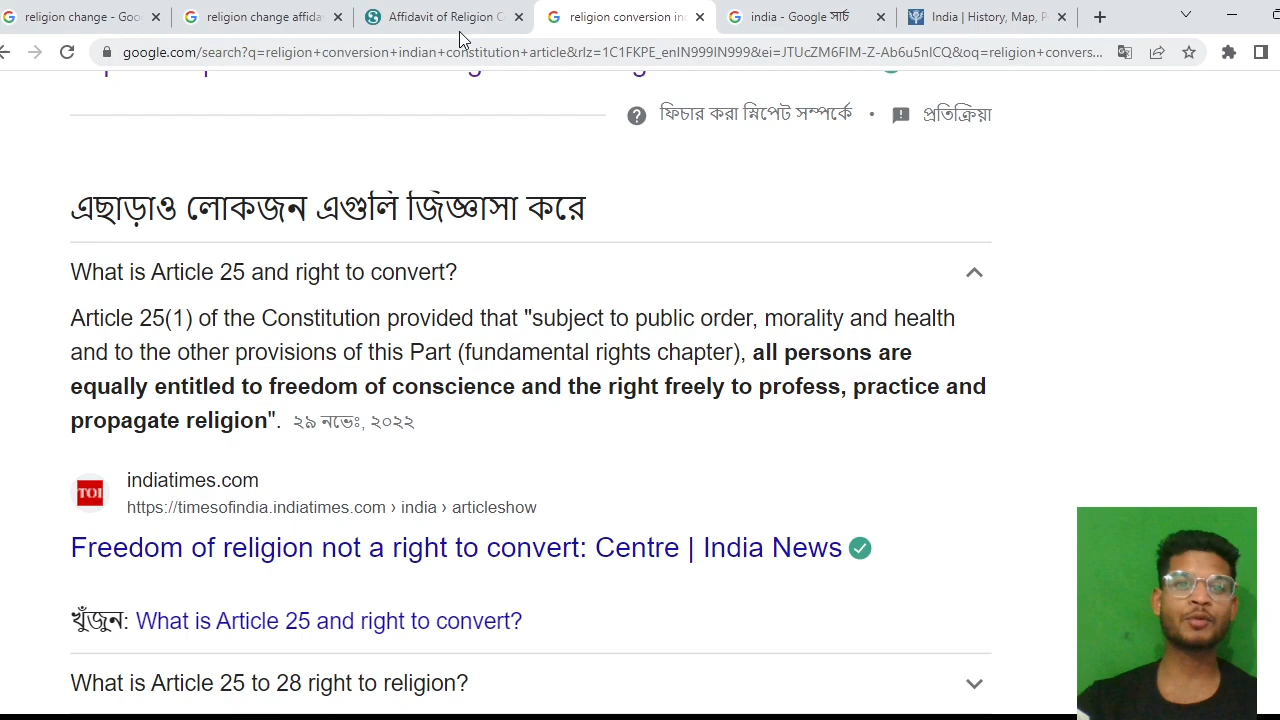 religion change - Goo
religion change affida
Affidavit of Religion C
religion conversion in
india - Google সার্চ
India | History, Map, P
google.com/search?q=religion+conversion+indian+constitution+article&rlz=1C1FKPE_enIN999IN999&ei=JTUcZM6FIM-Z-Ab6u5nICQ&oq=religion+convers...
ফিচার করা স্নিপেট সম্পর্কে • প্রতিক্রিয়া
এছাড়াও লোকজন এগুলি জিজ্ঞাসা করে
What is Article 25 and right to convert?
Article 25(1) of the Constitution provided that "subject to public order, morality and health
and to the other provisions of this Part (fundamental rights chapter), all persons are
equally entitled to freedom of conscience and the right freely to profess, practice and
propagate religion". ২৯ নভেঃ, ২০২২
TOI
indiatimes.com
https://timesofindia.indiatimes.com › india › articleshow
Freedom of religion not a right to convert: Centre | India News
খুঁজুন: What is Article 25 and right to convert?
What is Article 25 to 28 right to religion?